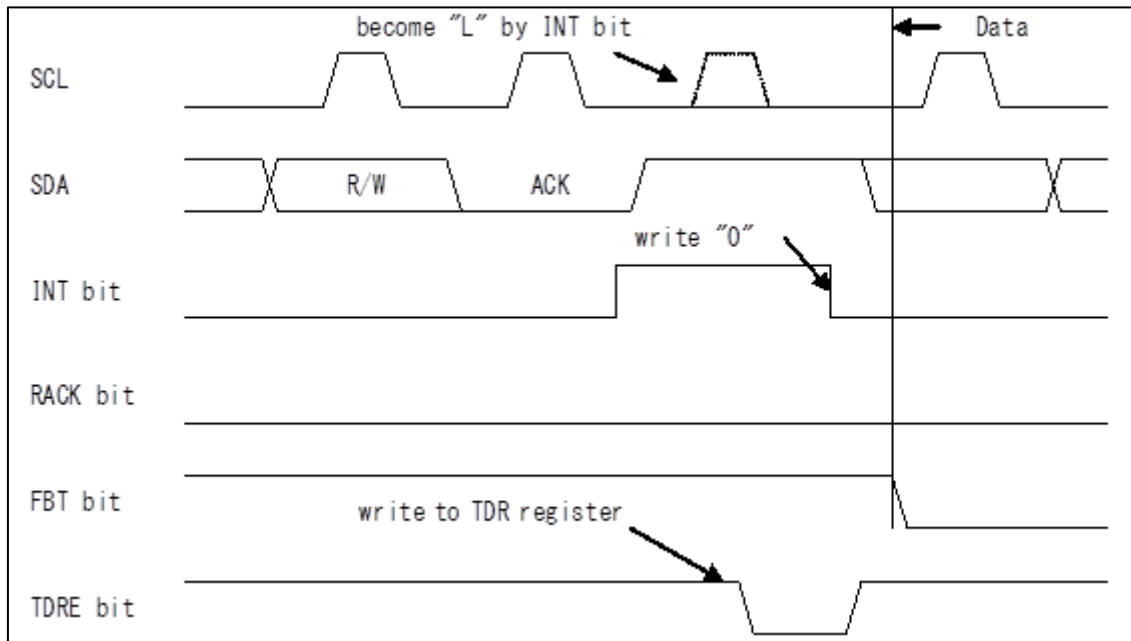 become "L" by INT bit
Data
SCL
SDA
R/W
ACK
write "0"
INT bit
RACK bit
FBT bit
write to TDR register
TDRE bit